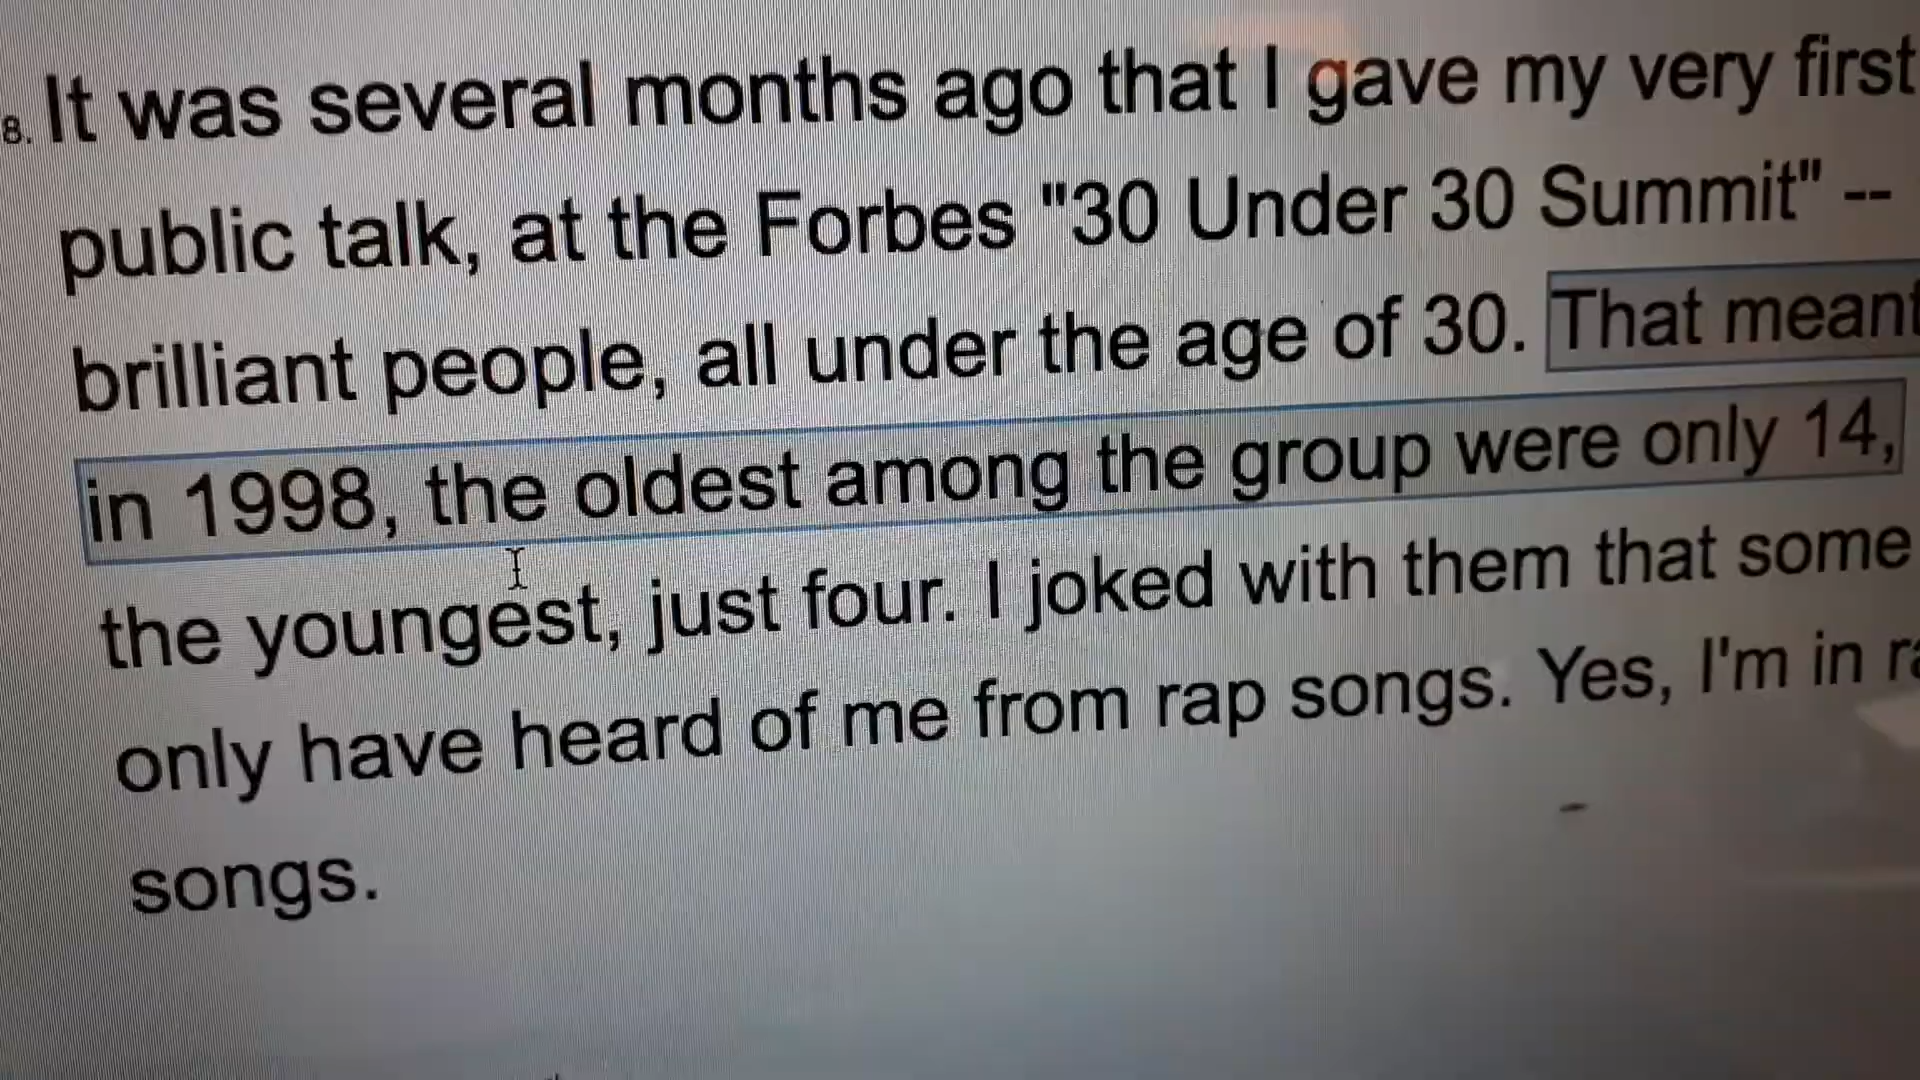 8. It was several months ago that I gave my very first
public talk, at the Forbes "30 Under 30 Summit" --
brilliant people, all under the age of 30. That meant
in 1998, the oldest among the group were only 14,
the youngest, just four. I joked with them that some
only have heard of me from rap songs. Yes, I'm in
songs.